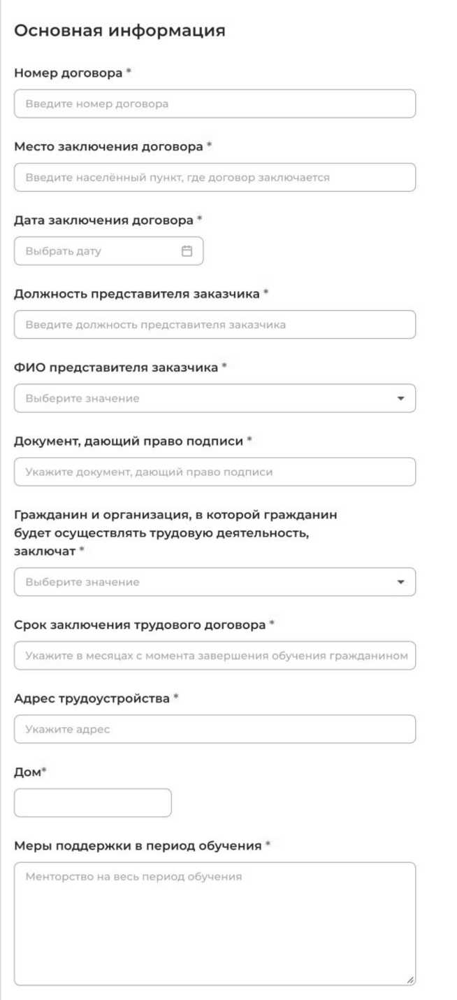 Основная информация
Номер договора *
Введите номер договора
Место заключения договора *
Введите населённый пункт, где договор заключается
Дата заключения договора *
Выбрать дату
Должность представителя заказчика *
Введите должность представителя заказчика
ФИО представителя заказчика *
Выберите значение
Документ, дающий право подписи *
Укажите документ, дающий право подписи
Гражданин и организация, в которой гражданин
будет осуществлять трудовую деятельность,
заключат *
Выберите значение
Срок заключения трудового договора *
Укажите в месяцах с момента завершения обучения гражданином
Адрес трудоустройства *
Укажите адрес
Дом*
Меры поддержки в период обучения *
Менторство на весь период обучения